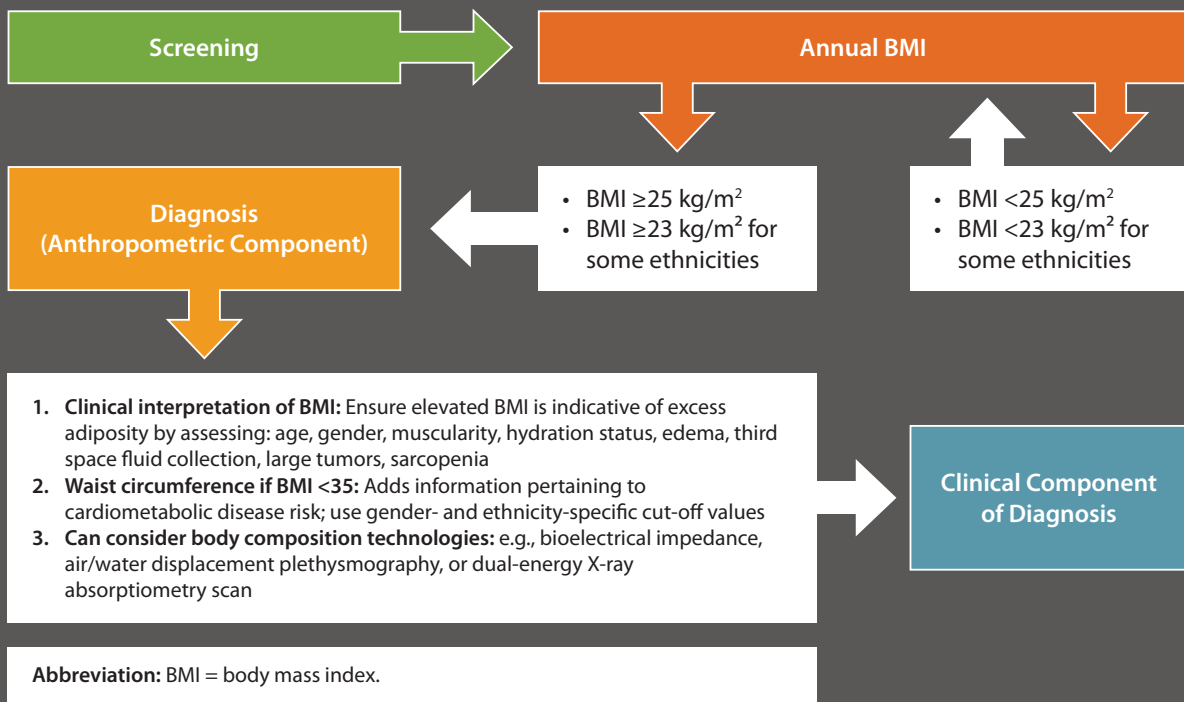 Screening
Annual BMI
Diagnosis
(Anthropometric Component)
• BMI ≥25 kg/m²
• BMI ≥23 kg/m² for
some ethnicities
• BMI <25 kg/m²
• BMI <23 kg/m² for
some ethnicities
1. Clinical interpretation of BMI: Ensure elevated BMI is indicative of excess
adiposity by assessing: age, gender, muscularity, hydration status, edema, third
space fluid collection, large tumors, sarcopenia
2. Waist circumference if BMI <35: Adds information pertaining to
cardiometabolic disease risk; use gender- and ethnicity-specific cut-off values
3. Can consider body composition technologies: e.g., bioelectrical impedance,
air/water displacement plethysmography, or dual-energy X-ray
absorptiometry scan
Clinical Component
of Diagnosis
Abbreviation: BMI = body mass index.